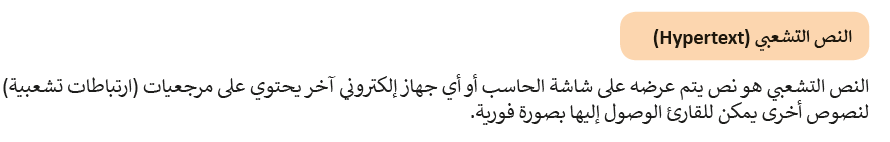 النص التشعبي (Hypertext)
النص التشعبي هو نص يتم عرضه على شاشة الحاسب أو أي جهاز إلكتروني آخر يحتوي على مرجعيات (ارتباطات تشعبية)
لنصوص أخرى يمكن للقارئ الوصول إليها بصورة فورية.